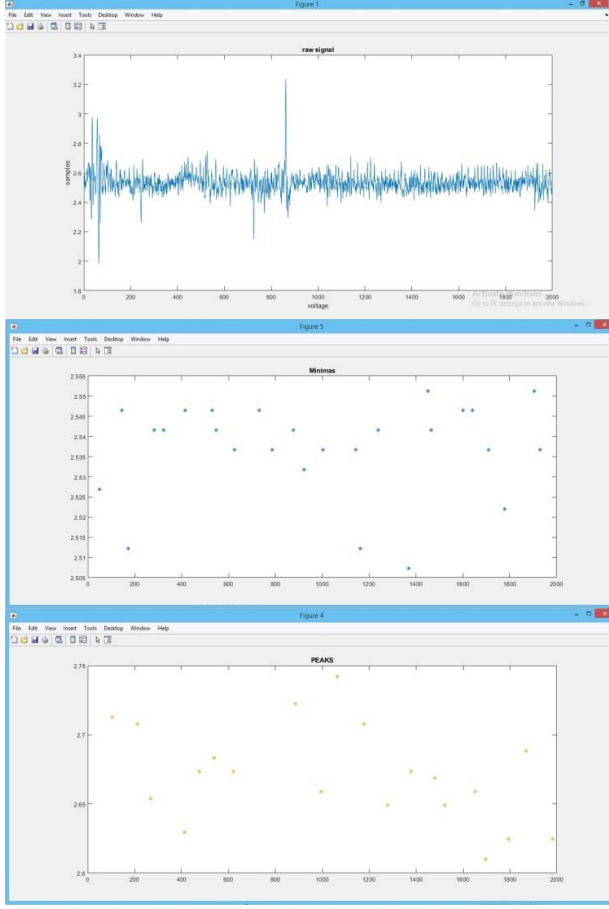 Figure 1
File Edit View Insert Tools Desktop Window Help
raw signal
3.4
3.2
3
2.8
2.6
2.4
2.2
2
1.8
samples
0 200 400 600 800 1000 1200 1400 1600 1800 2000
voltage
Activate Windows
Go to PC settings to activate Windows.
Figure 5
File Edit View Insert Tools Desktop Window Help
Minimas
2.555
2.55
2.545
2.54
2.535
2.53
2.525
2.52
2.515
2.51
2.505
0 200 400 600 800 1000 1200 1400 1600 1800 2000
Figure 4
File Edit View Insert Tools Desktop Window Help
PEAKS
2.75
2.7
2.65
2.6
0 200 400 600 800 1000 1200 1400 1600 1800 2000